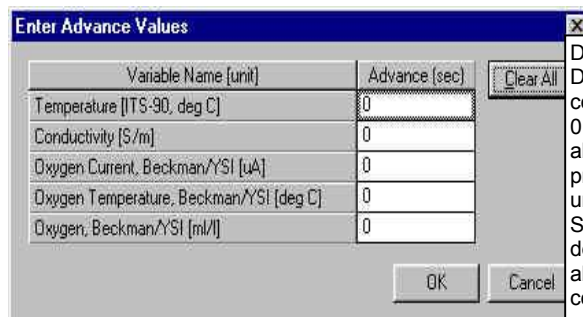 Enter Advance Values
Variable Name [unit] Advance (sec) Clear All
Temperature [ITS-90, deg C] 0
Conductivity [S/m] 0
Oxygen Current, Beckman/YSI [uA] 0
Oxygen Temperature, Beckman/YSI [deg C] 0
Oxygen, Beckman/YSI [ml/l] 0
OK Cancel